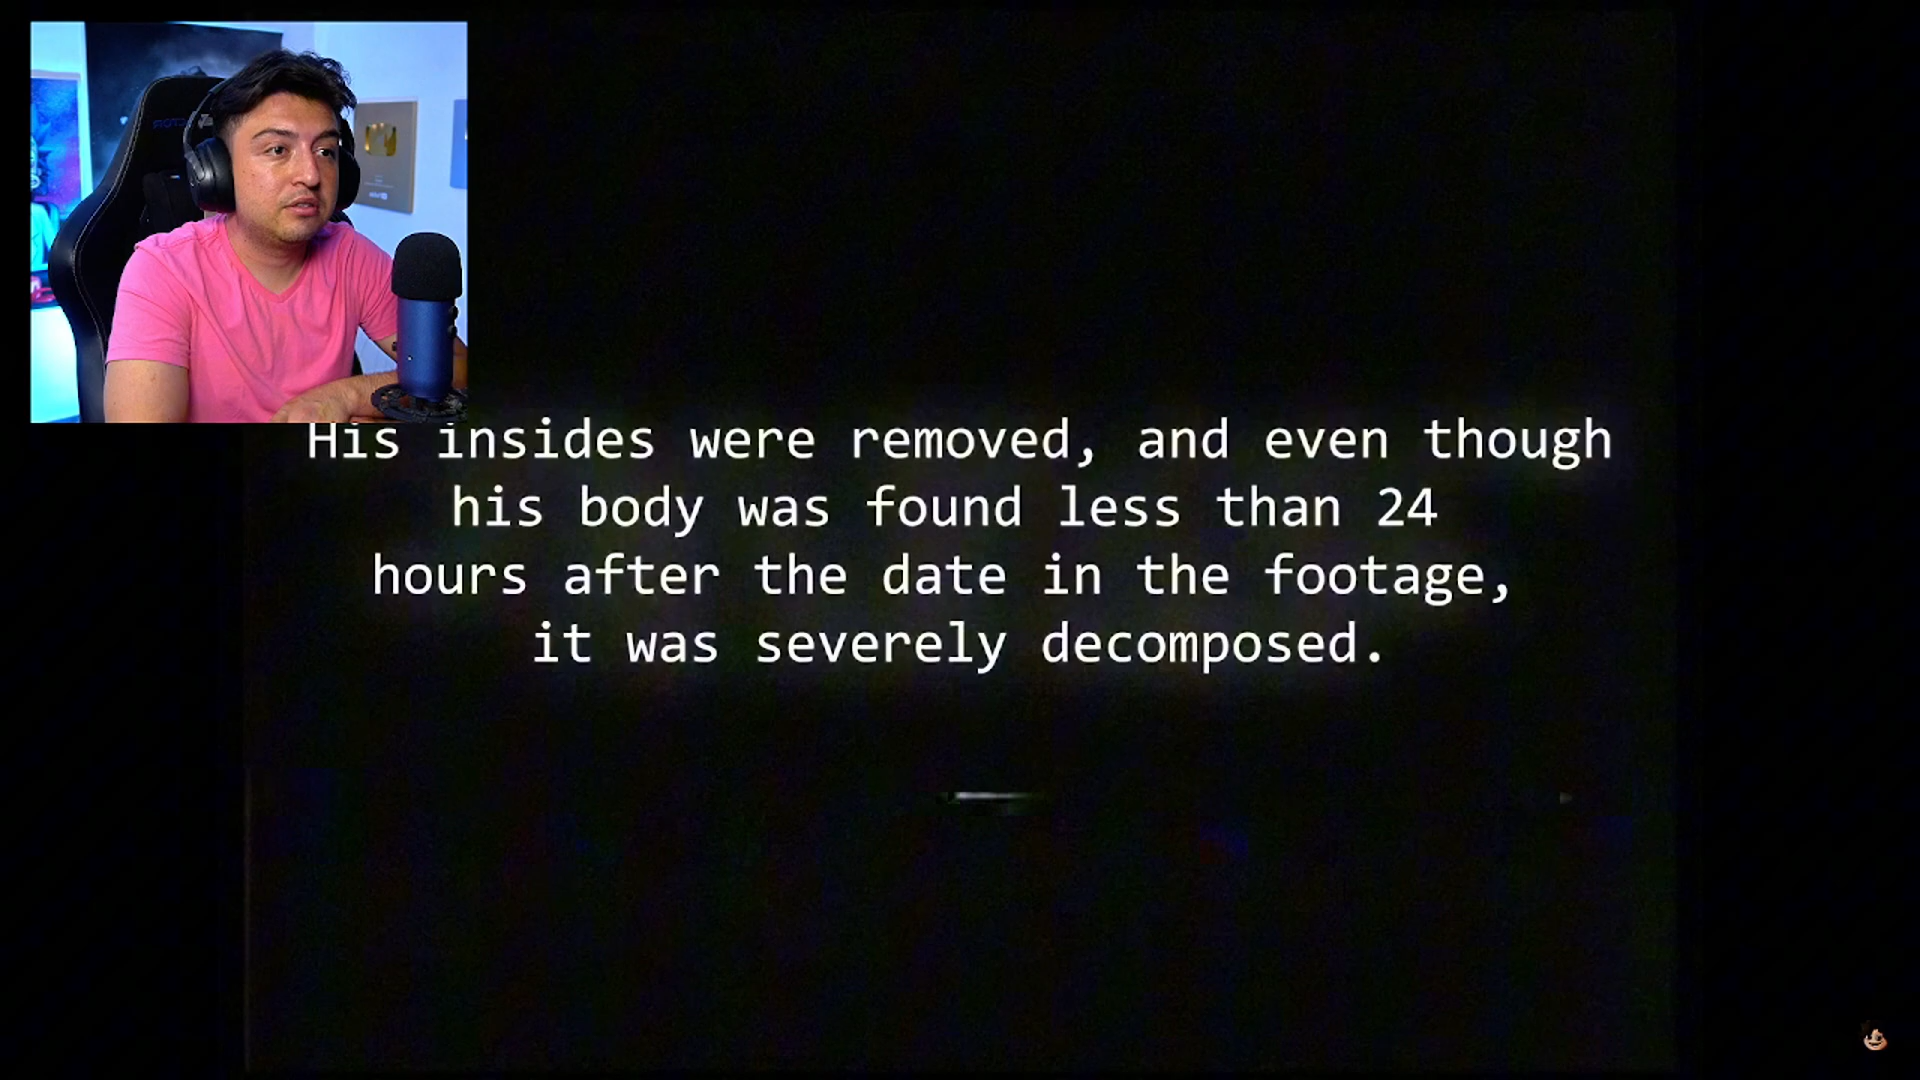 His insides were removed, and even though
his body was found less than 24
hours after the date in the footage,
it was severely decomposed.